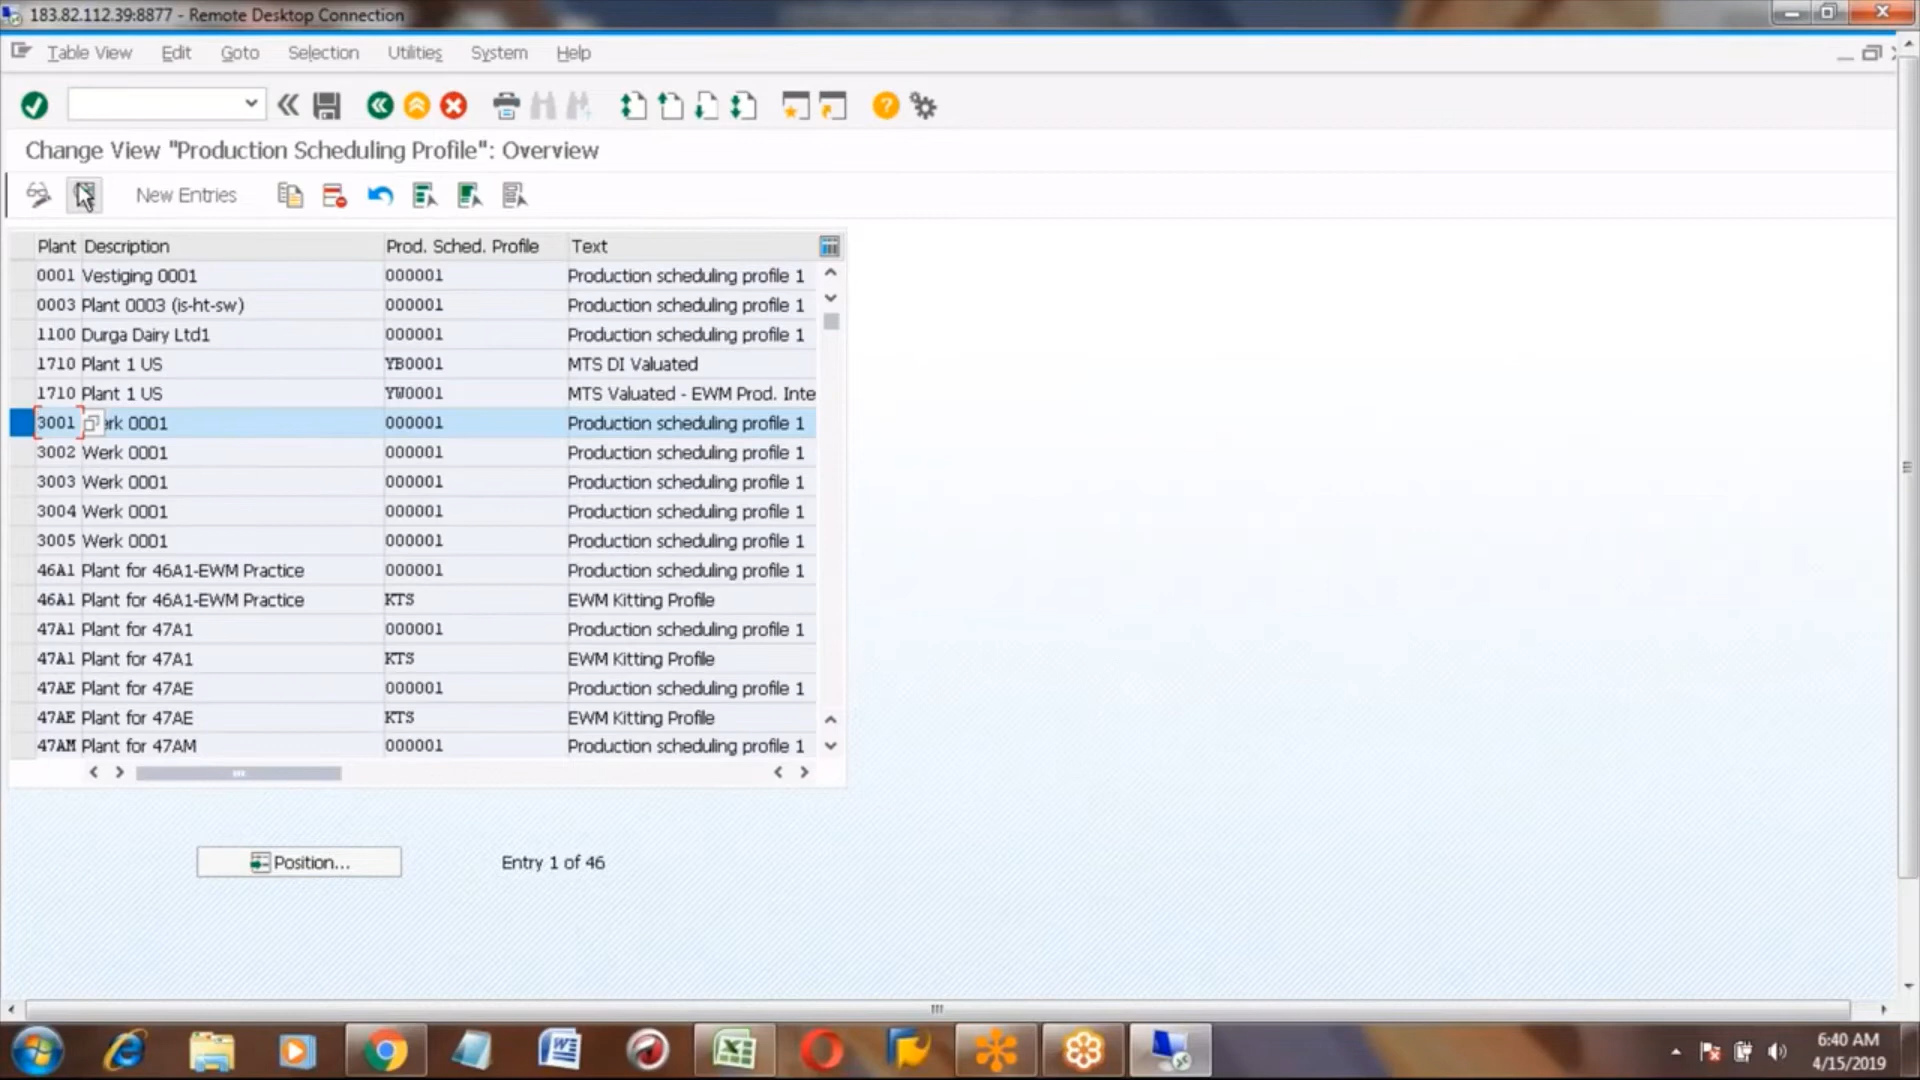 183.82.112.39:8877 - Remote Desktop Connection
Table View Edit Goto Selection Utilities System Help
Change View "Production Scheduling Profile": Overview
New Entries
Plant Description Prod. Sched. Profile Text
0001 Vestiging 0001 000001 Production scheduling profile 1
0003 Plant 0003 (is-ht-sw) 000001 Production scheduling profile 1
1100 Durga Dairy Ltd1 000001 Production scheduling profile 1
1710 Plant 1 US YB0001 MTS DI Valuated
1710 Plant 1 US YW0001 MTS Valuated - EWM Prod. Inte
3001 erk 0001 000001 Production scheduling profile 1
3002 Werk 0001 000001 Production scheduling profile 1
3003 Werk 0001 000001 Production scheduling profile 1
3004 Werk 0001 000001 Production scheduling profile 1
3005 Werk 0001 000001 Production scheduling profile 1
46A1 Plant for 46A1-EWM Practice 000001 Production scheduling profile 1
46A1 Plant for 46A1-EWM Practice KTS EWM Kitting Profile
47A1 Plant for 47A1 000001 Production scheduling profile 1
47A1 Plant for 47A1 KTS EWM Kitting Profile
47AE Plant for 47AE 000001 Production scheduling profile 1
47AE Plant for 47AE KTS EWM Kitting Profile
47AM Plant for 47AM 000001 Production scheduling profile 1
Position... Entry 1 of 46
6:40 AM
4/15/2019